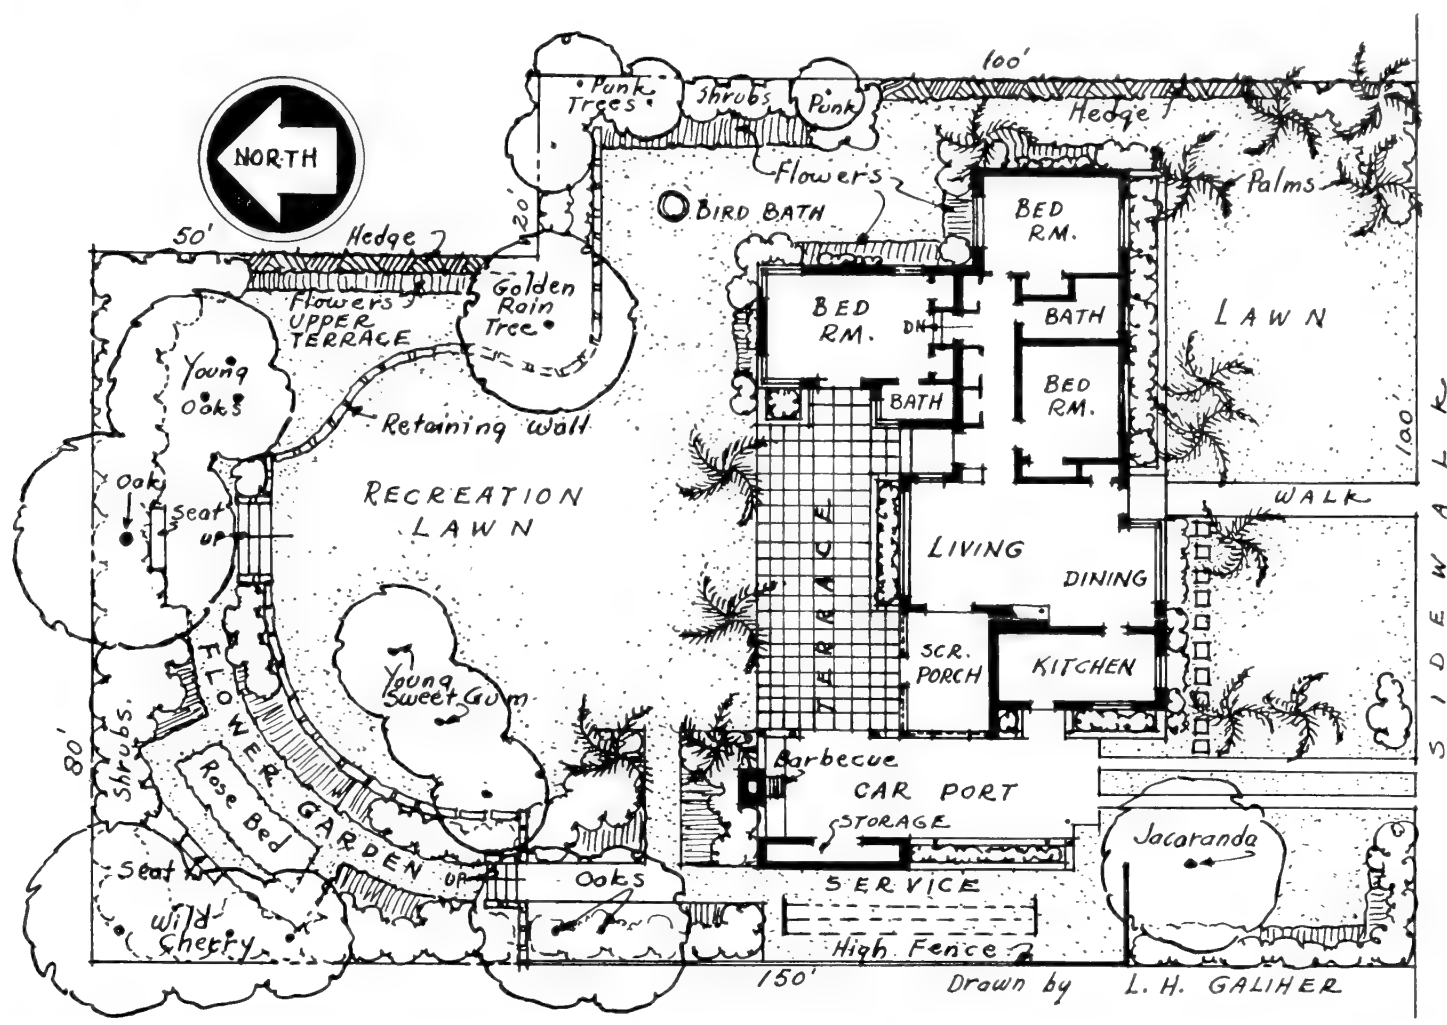 100'
Punk
Trees
Shrubs
Punk
Hedge
NORTH
Flowers
Palms
BIRD BATH
BED
RM.
20'
50'
Hedge
Golden
Rain
Tree
Flowers
UPPER
TERRACE
BED
RM.
DN
BATH
LAWN
Young
Oaks
BATH
BED
RM.
Retaining Wall
100'
SIDEWALK
Oak
Seat
UP
RECREATION
LAWN
TERRACE
WALK
LIVING
DINING
SCR.
PORCH
KITCHEN
Young
Sweet Gum
FLOWER GARDEN
80'
Shrubs.
Rose
Bed
Barbecue
CAR PORT
STORAGE
Jacaranda
Seat
UP
Oaks
SERVICE
Wild
Cherry
High Fence
150'
Drawn by L. H. GALIHER